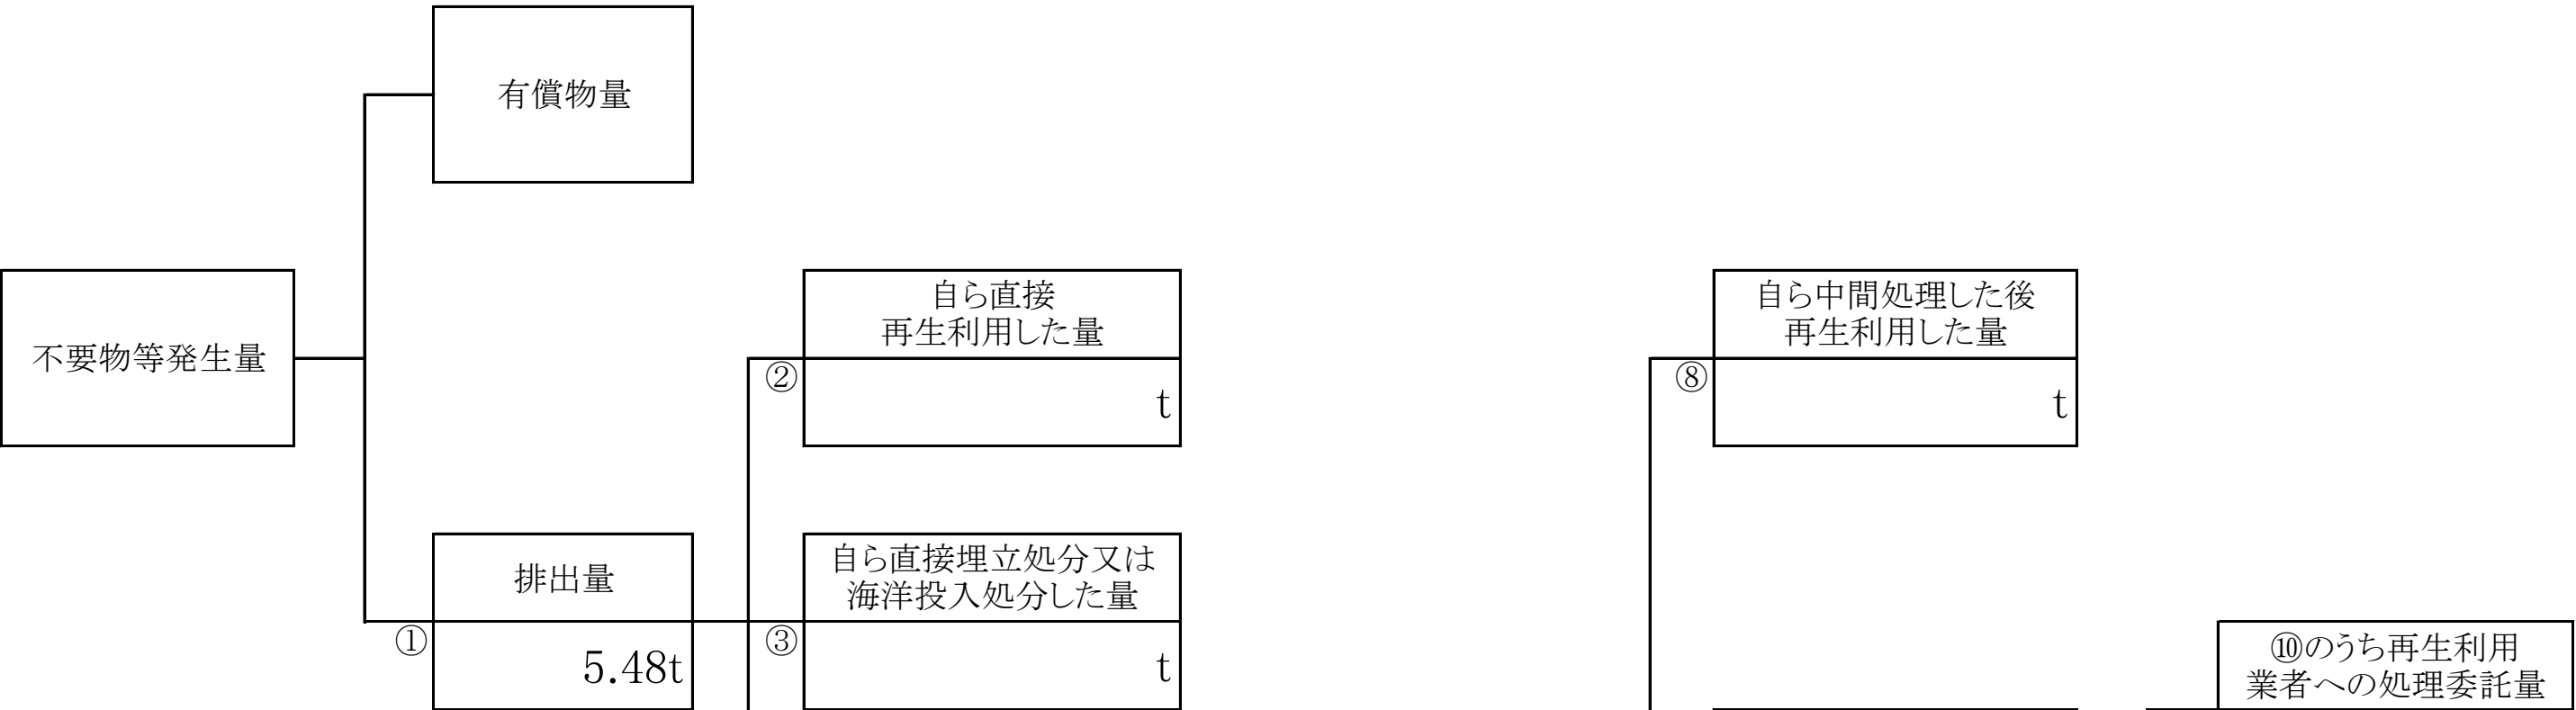 有償物量
不要物等発生量
自ら直接
再生利用した量
②
t
自ら中間処理した後
再生利用した量
⑧
t
排出量
①
5.48t
自ら直接埋立処分又は
海洋投入処分した量
③
t
⑩のうち再生利用
業者への処理委託量